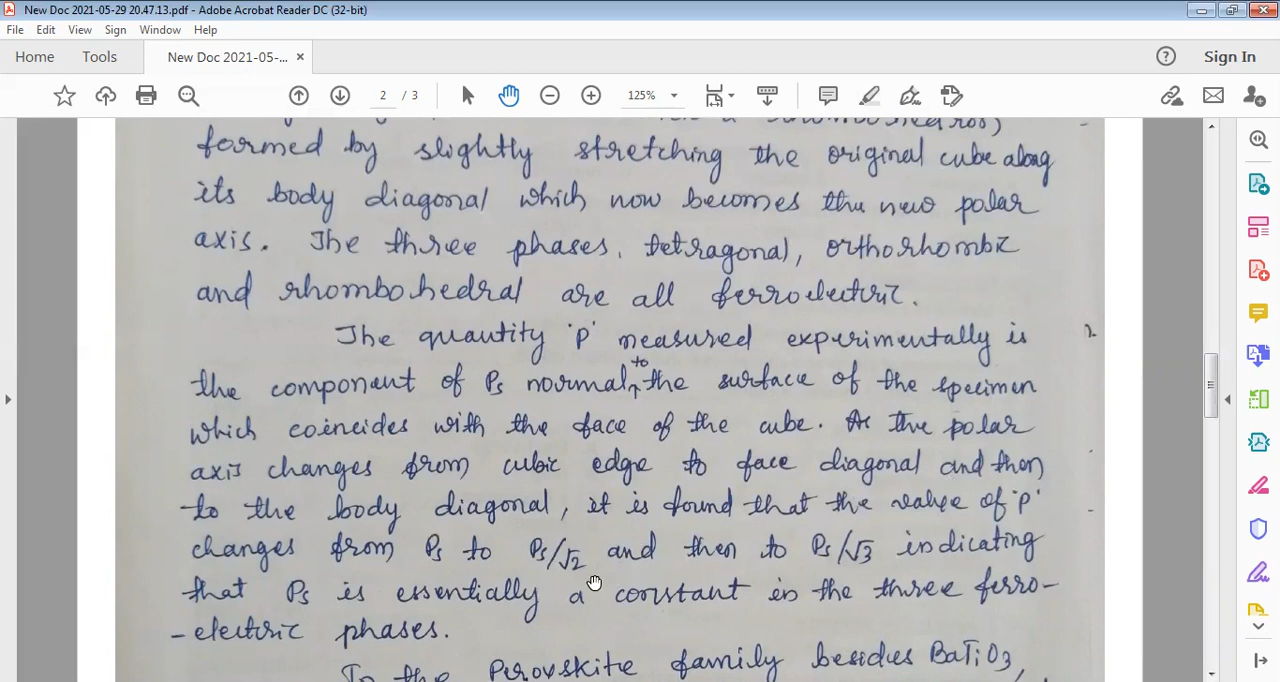 New Doc 2021-05-29 20.47.13.pdf - Adobe Acrobat Reader DC (32-bit)
File Edit View Sign Window Help
Home Tools New Doc 2021-05-... × Sign In
2 / 3 125%
formed by slightly stretching the original cube along
its body diagonal which now becomes the new polar
axis. The three phases, tetragonal, orthorhombic
and rhombohedral are all ferroelectric.
The quantity 'P' measured experimentally is
2
to
the component of Ps normal the surface of the specimen
which coincides with the face of the cube. As the polar
axis changes from cubic edge to face diagonal and then
to the body diagonal, it is found that the value of 'P'
changes from Ps to Ps/√2 and then to Ps/√3 indicating
that Ps is essentially a constant in the three ferro-
-electric phases.
In the Perovskite family besides BaTiO3,